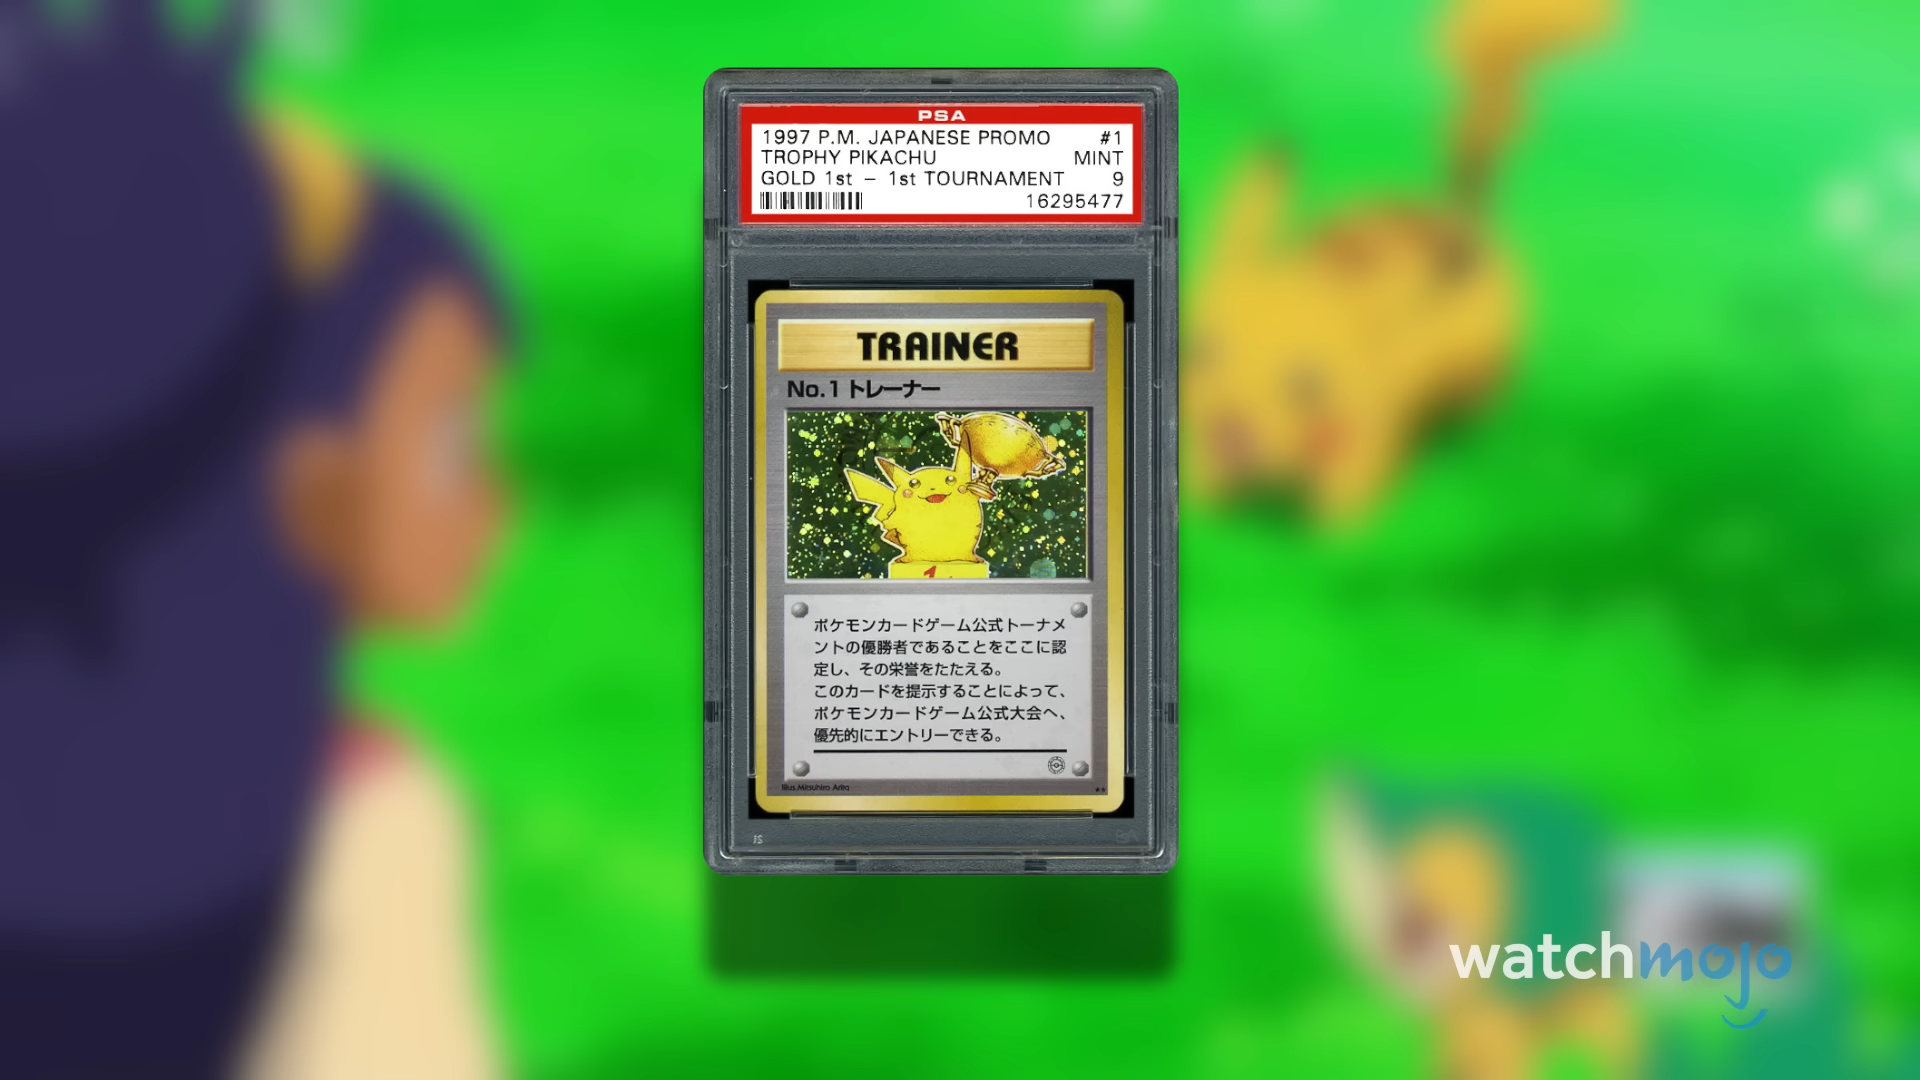 PSA
1997 P.M. JAPANESE PROMO #1
TROPHY PIKACHU MINT
GOLD 1st - 1st TOURNAMENT 9
16295477
TRAINER
No.1 トレーナー
1
ポケモンカードゲーム公式トーナメ
ントの優勝者であることをここに認
定し、その栄誉をたたえる。
このカードを提示することによって、
ポケモンカードゲーム公式大会へ、
優先的にエントリーできる。
Illus. Mitsuhiro Arita
watchmojo